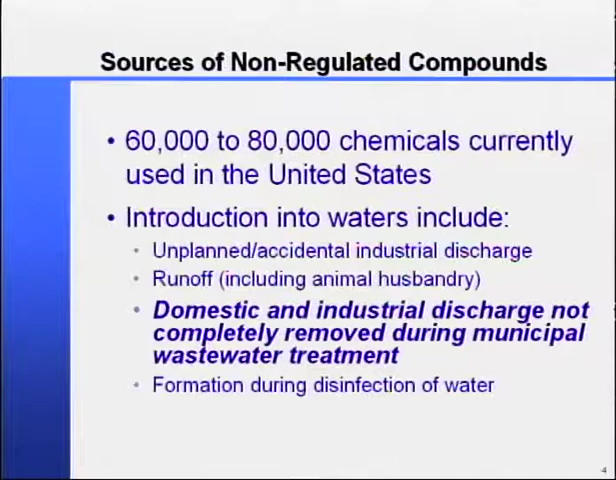 Sources of Non-Regulated Compounds
• 60,000 to 80,000 chemicals currently
used in the United States
• Introduction into waters include:
• Unplanned/accidental industrial discharge
• Runoff (including animal husbandry)
• Domestic and industrial discharge not
completely removed during municipal
wastewater treatment
• Formation during disinfection of water
4